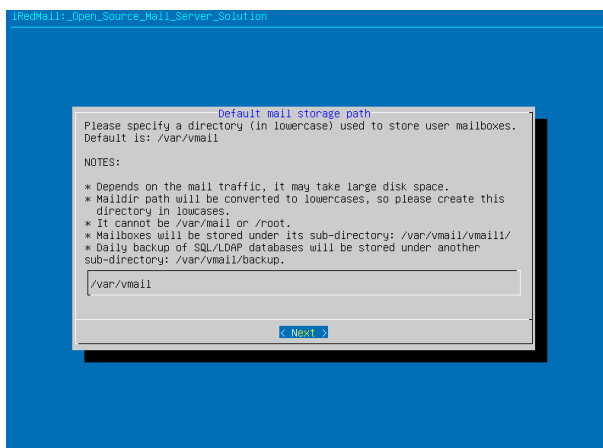 iRedMail:_Open_Source_Mail_Server_Solution
Default mail storage path
Please specify a directory (in lowercase) used to store user mailboxes.
Default is: /var/vmail
NOTES:
* Depends on the mail traffic, it may take large disk space.
* Maildir path will be converted to lowercases, so please create this
directory in lowcases.
* It cannot be /var/mail or /root.
* Mailboxes will be stored under its sub-directory: /var/vmail/vmail1/
* Daily backup of SQL/LDAP databases will be stored under another
sub-directory: /var/vmail/backup.
/var/vmail
< Next >